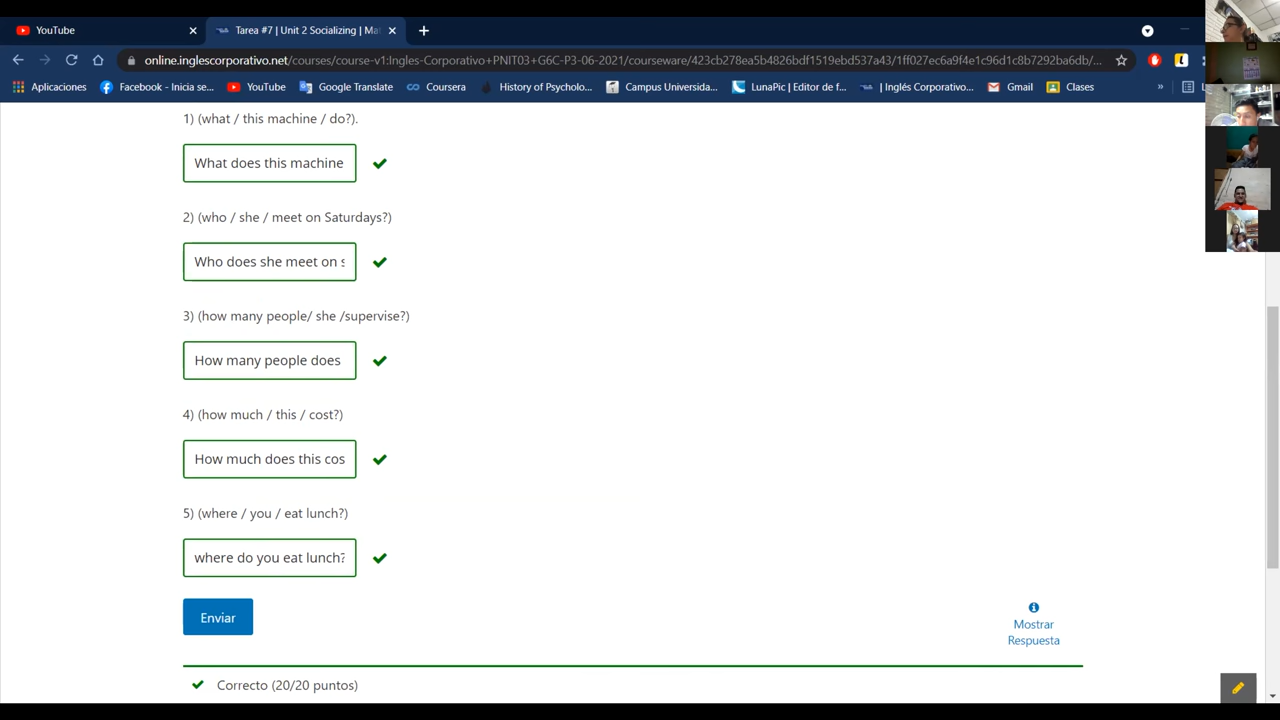 YouTube
Tarea #7 | Unit 2 Socializing | Ma
online.inglescorporativo.net/courses/course-v1:Ingles-Corporativo+PNIT03+G6C-P3-06-2021/courseware/423cb278ea5b4826bdf1519ebd537a43/1ff027ec6a9f4e1c96d1c8b7292ba6db/...
Aplicaciones Facebook - Inicia se... YouTube Google Translate Coursera History of Psycholo... Campus Universida... LunaPic | Editor de f... | Inglés Corporativo... Gmail Clases »
1) (what / this machine / do?).
What does this machine
2) (who / she / meet on Saturdays?)
Who does she meet on s
3) (how many people/ she /supervise?)
How many people does
4) (how much / this / cost?)
How much does this cos
5) (where / you / eat lunch?)
where do you eat lunch?
Enviar
Mostrar
Respuesta
Correcto (20/20 puntos)